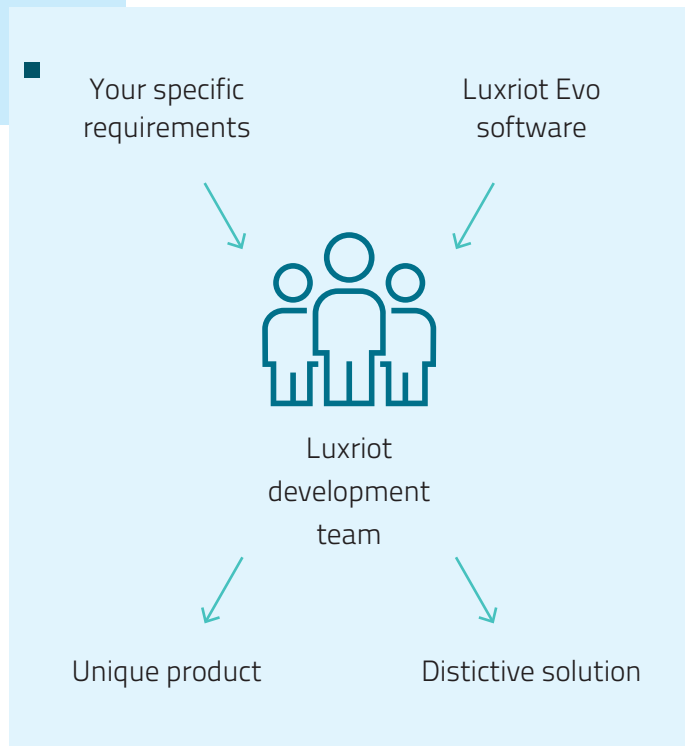 Your specific
requirements
Luxriot Evo
software
Luxriot
development
team
Unique product
Distictive solution